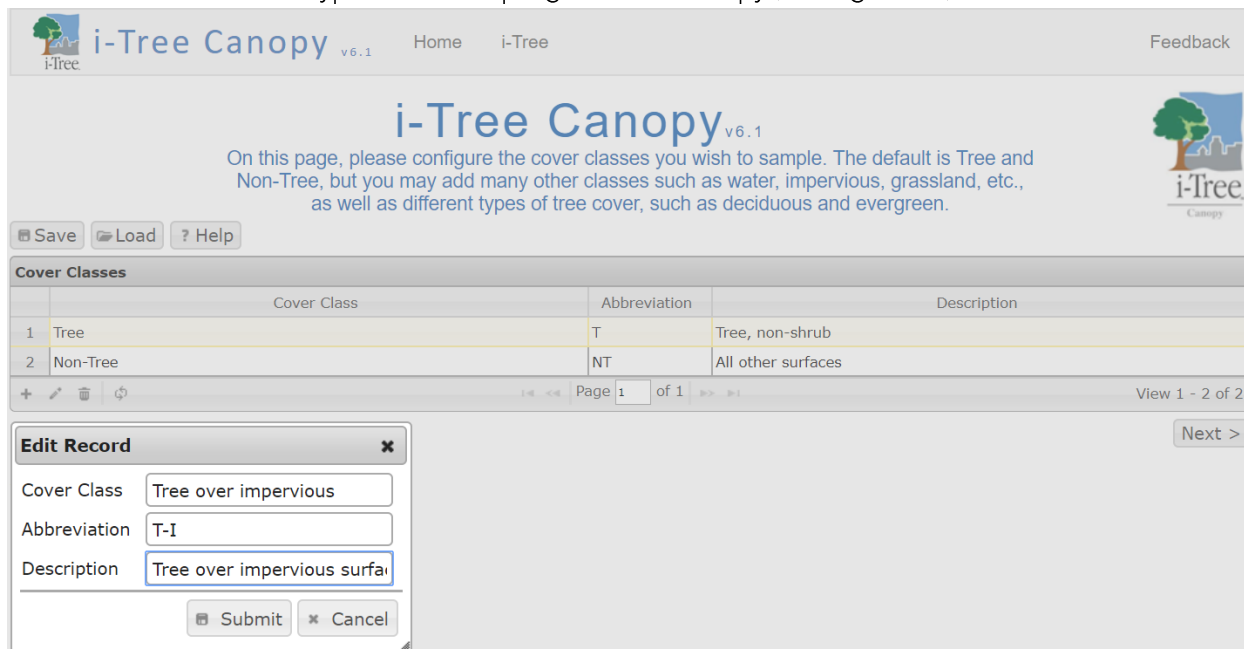 i-Tree
i-Tree Canopy v6.1 Home i-Tree Feedback
i-Tree Canopy v6.1
On this page, please configure the cover classes you wish to sample. The default is Tree and
Non-Tree, but you may add many other classes such as water, impervious, grassland, etc.,
as well as different types of tree cover, such as deciduous and evergreen.
i-Tree
Canopy
Save Load ? Help
Cover Classes
Cover Class Abbreviation Description
1 Tree T Tree, non-shrub
2 Non-Tree NT All other surfaces
Page 1 of 1 View 1 - 2 of 2
Next >
Edit Record
Cover Class Tree over impervious
Abbreviation T-I
Description Tree over impervious surfa
Submit Cancel